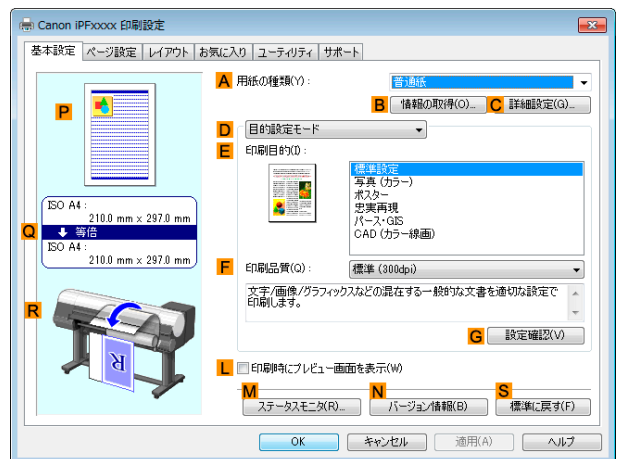 Canon iPFxxxx 印刷設定
基本設定 ページ設定 レイアウト お気に入り ユーティリティ サポート
A 用紙の種類(Y): 普通紙
B 情報の取得(O)... C 詳細設定(G)...
P
D 目的設定モード
E 印刷目的(I):
標準設定
写真 (カラー)
ポスター
忠実再現
パース・GIS
CAD (カラー線画)
ISO A4 :
210.0 mm x 297.0 mm
Q 等倍
ISO A4 :
210.0 mm x 297.0 mm
F 印刷品質(Q): 標準 (300dpi)
文字/画像/グラフィックスなどの混在する一般的な文書を適切な設定で
印刷します。
R
R
G 設定確認(V)
L 印刷時にプレビュー画面を表示(W)
M N S
ステータスモニタ(R)... バージョン情報(B) 標準に戻す(F)
OK キャンセル 適用(A) ヘルプ